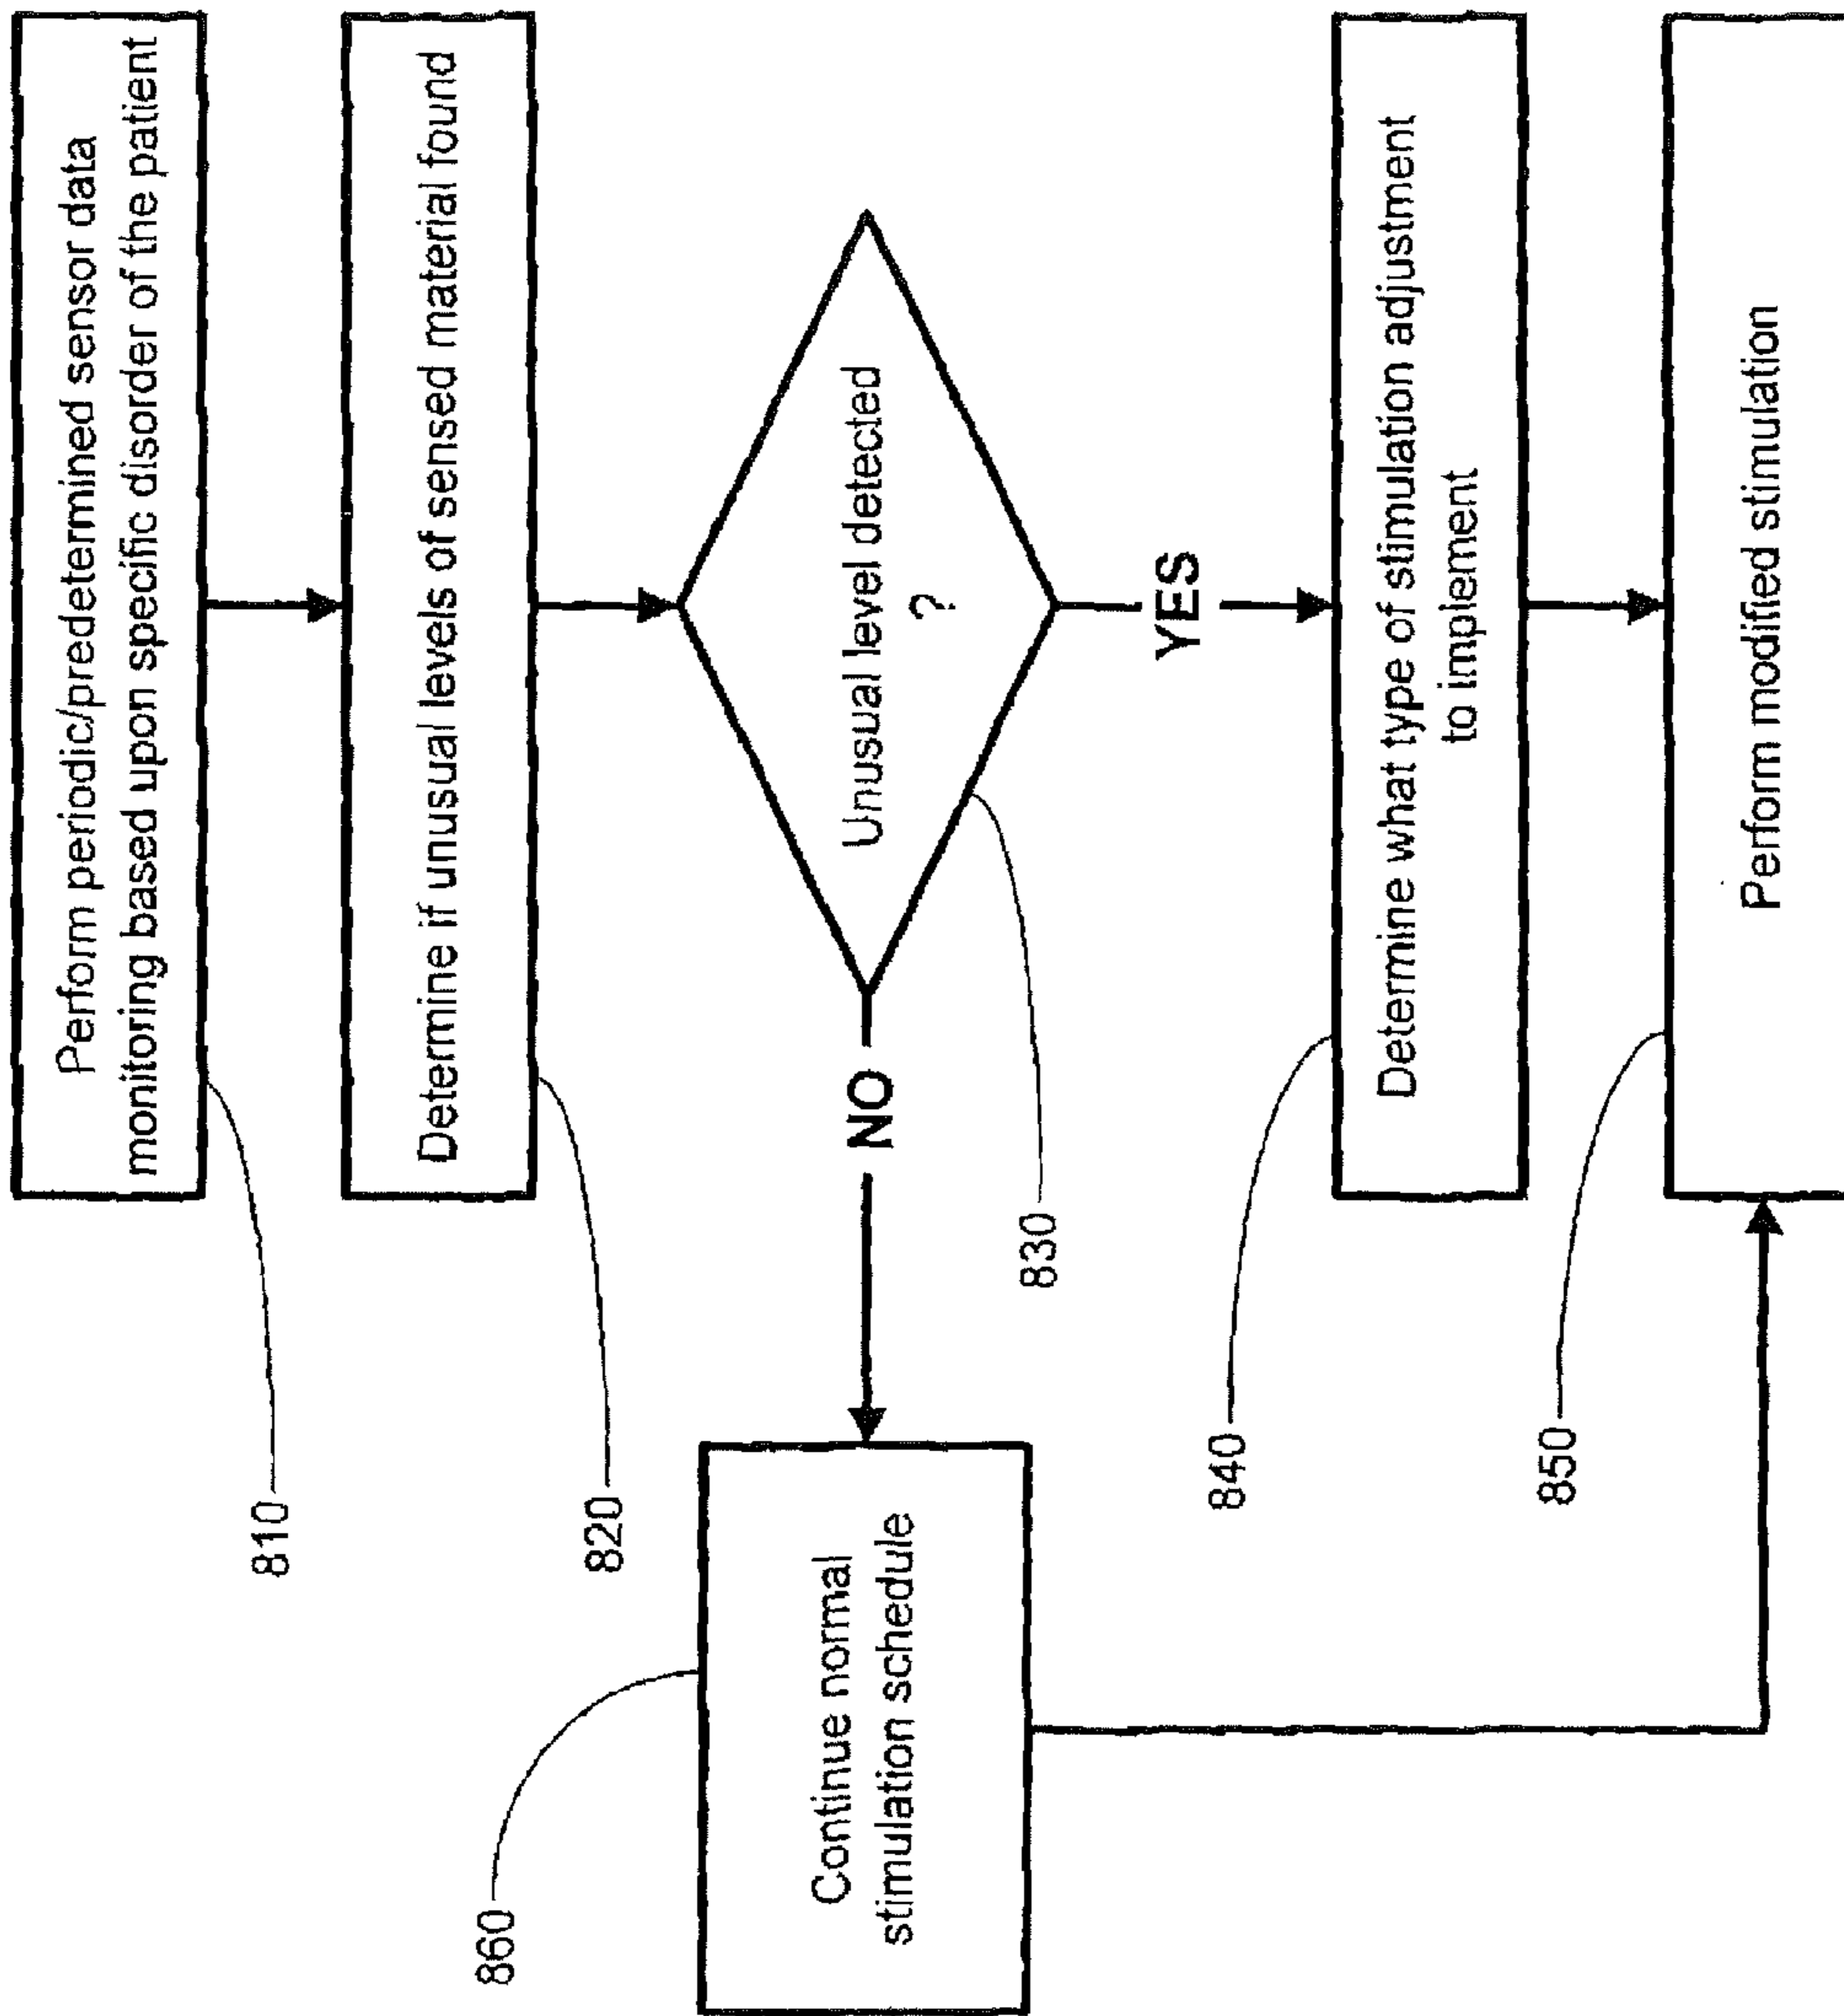 Perform periodic/predetermined sensor data
monitoring based upon specific disorder of the patient
810
Determine if unusual levels of sensed material found
820
Unusual level detected
?
830
NO
YES
Continue normal
stimulation schedule
860
Determine what type of stimulation adjustment
to implement
840
Perform modified stimulation
850